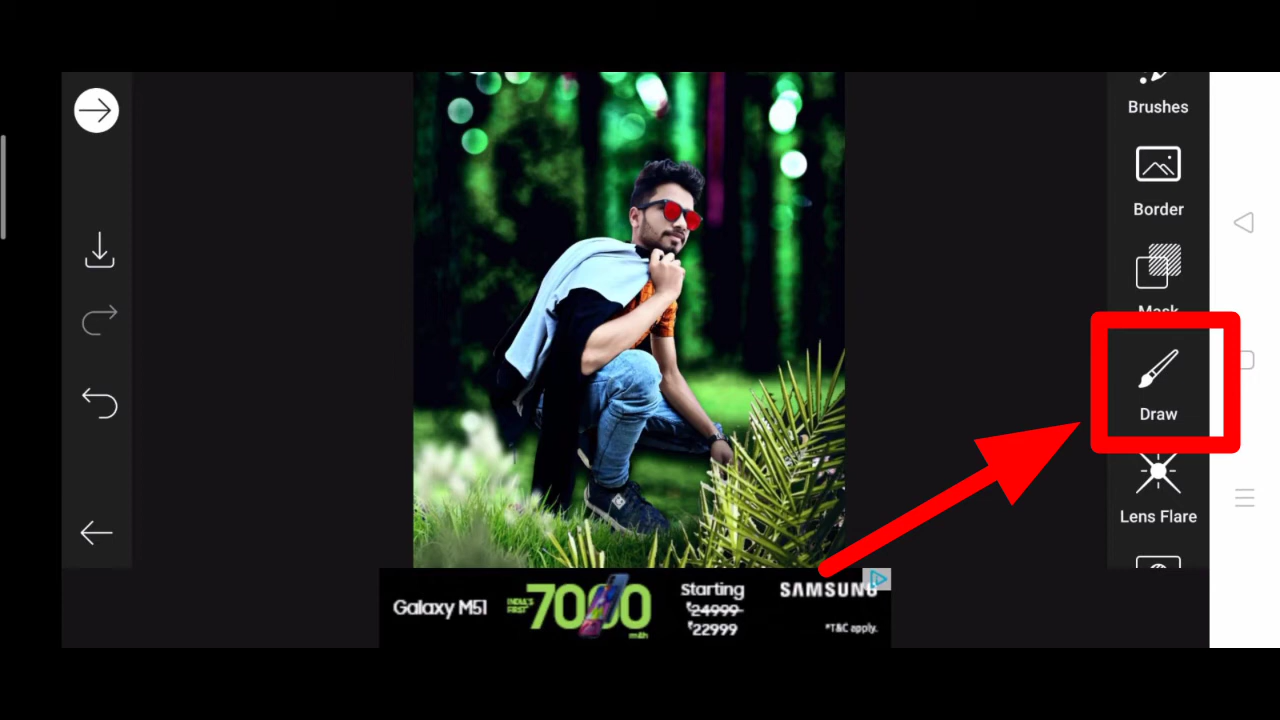 Brushes
Border
Mask
Draw
Lens Flare
Galaxy M51
INDIA'S
FIRST
7000
mAh
Starting
₹24999
₹22999
SAMSUNG
*T&C apply.